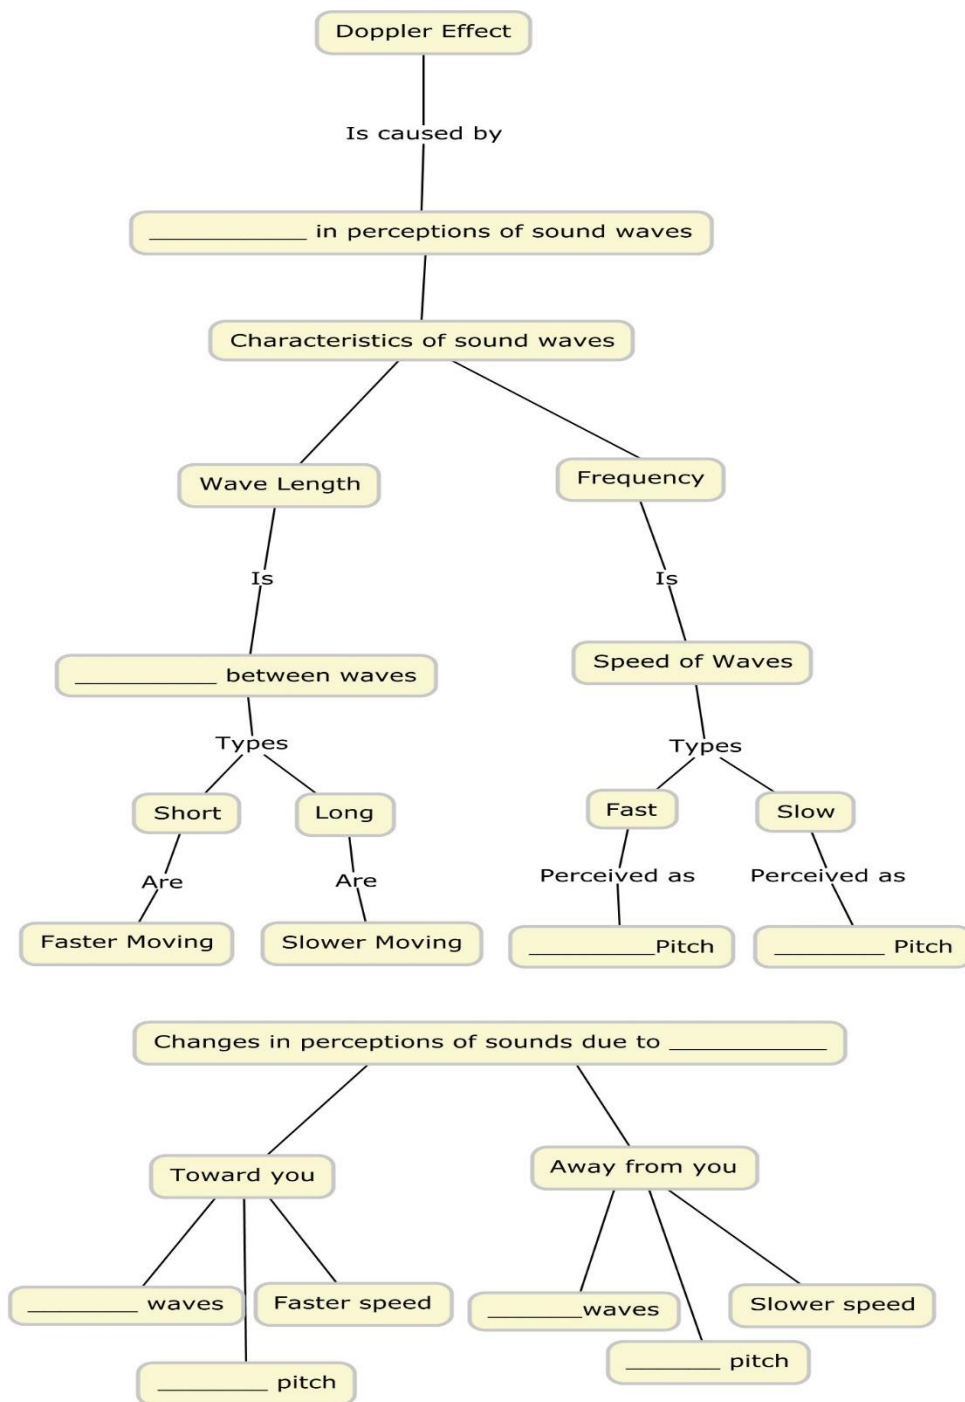 Doppler Effect
Is caused by
____________ in perceptions of sound waves
Characteristics of sound waves
Wave Length
Frequency
Is
Is
___________ between waves
Speed of Waves
Types
Types
Short
Long
Fast
Slow
Are
Are
Perceived as
Perceived as
Faster Moving
Slower Moving
__________Pitch
_________ Pitch
Changes in perceptions of sounds due to ____________
Toward you
Away from you
_________ waves
Faster speed
________waves
Slower speed
_________ pitch
________ pitch